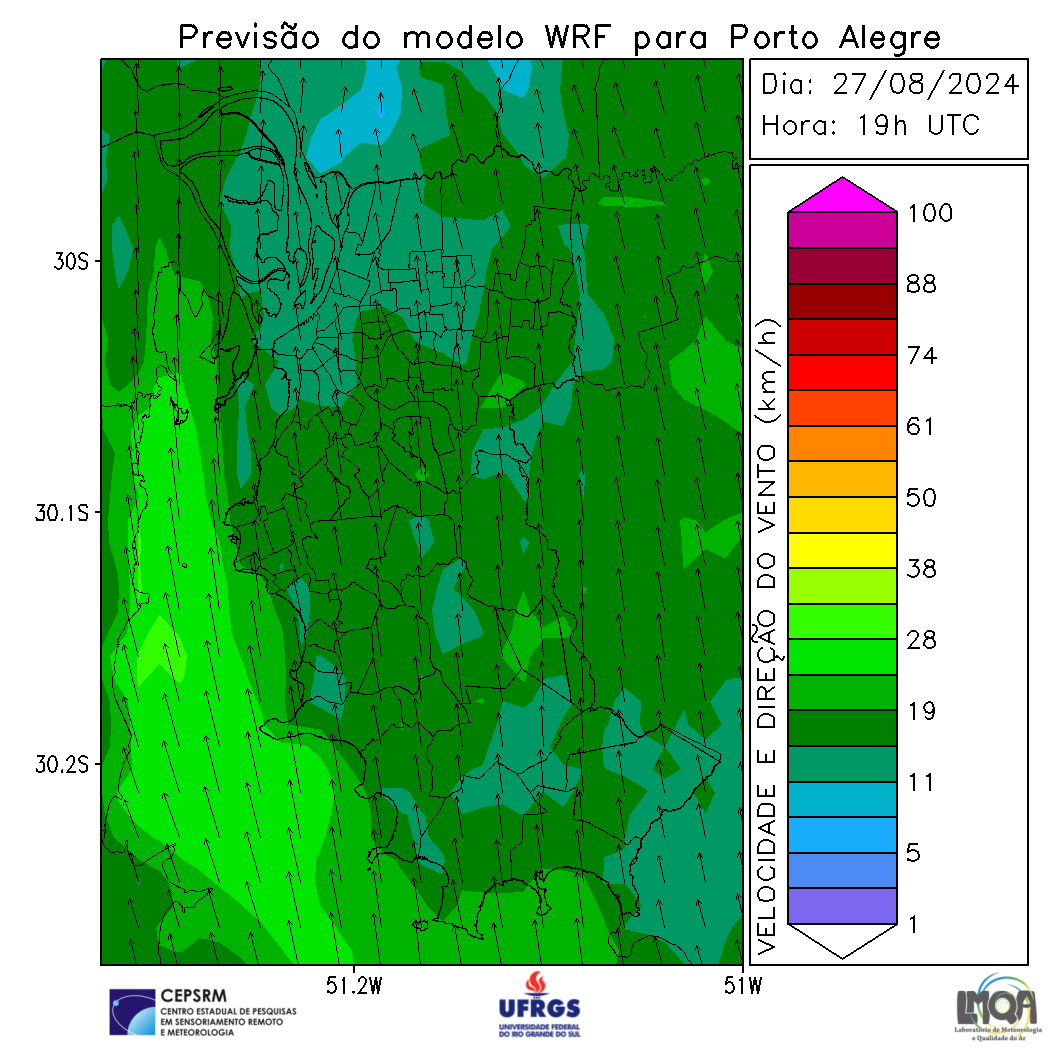 Previsão do modelo WRF para Porto Alegre
Dia: 27/08/2024
Hora: 19h UTC
30S
30.1S
30.2S
51.2W
51W
VELOCIDADE E DIREÇÃO DO VENTO (km/h)
100
88
74
61
50
38
28
19
11
5
1
CEPSRM
CENTRO ESTADUAL DE PESQUISAS
EM SENSORIAMENTO REMOTO
E METEOROLOGIA
UFRGS
UNIVERSIDADE FEDERAL
DO RIO GRANDE DO SUL
LMQA
Laboratório de Meteorologia
e Qualidade do Ar